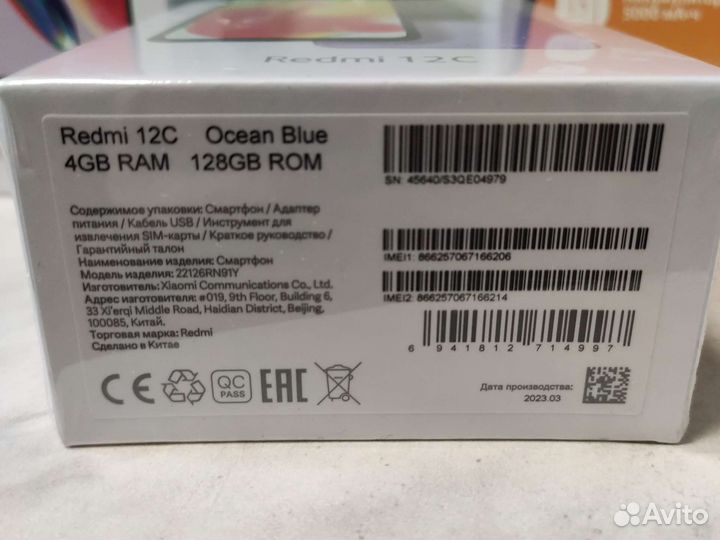 5000 мАч
Redmi 12C
Redmi 12C Ocean Blue
4GB RAM 128GB ROM
SN: 45640/S3QE04979
Содержимое упаковки: Смартфон / Адаптер
питания / Кабель USB / Инструмент для
извлечения SIM-карты / Краткое руководство /
Гарантийный талон
Наименование изделия: Смартфон
Модель изделия: 22126RN91Y
Изготовитель: Xiaomi Communications Co., Ltd.
Адрес изготовителя: #019, 9th Floor, Building 6,
33 Xi'erqi Middle Road, Haidian District, Beijing,
100085, Китай.
Торговая марка: Redmi
Сделано в Китае
IMEI1: 866257067166206
IMEI2: 866257067166214
6 941812 714997
CE
QC
PASS
EAC
Дата производства:
2023.03
Avito